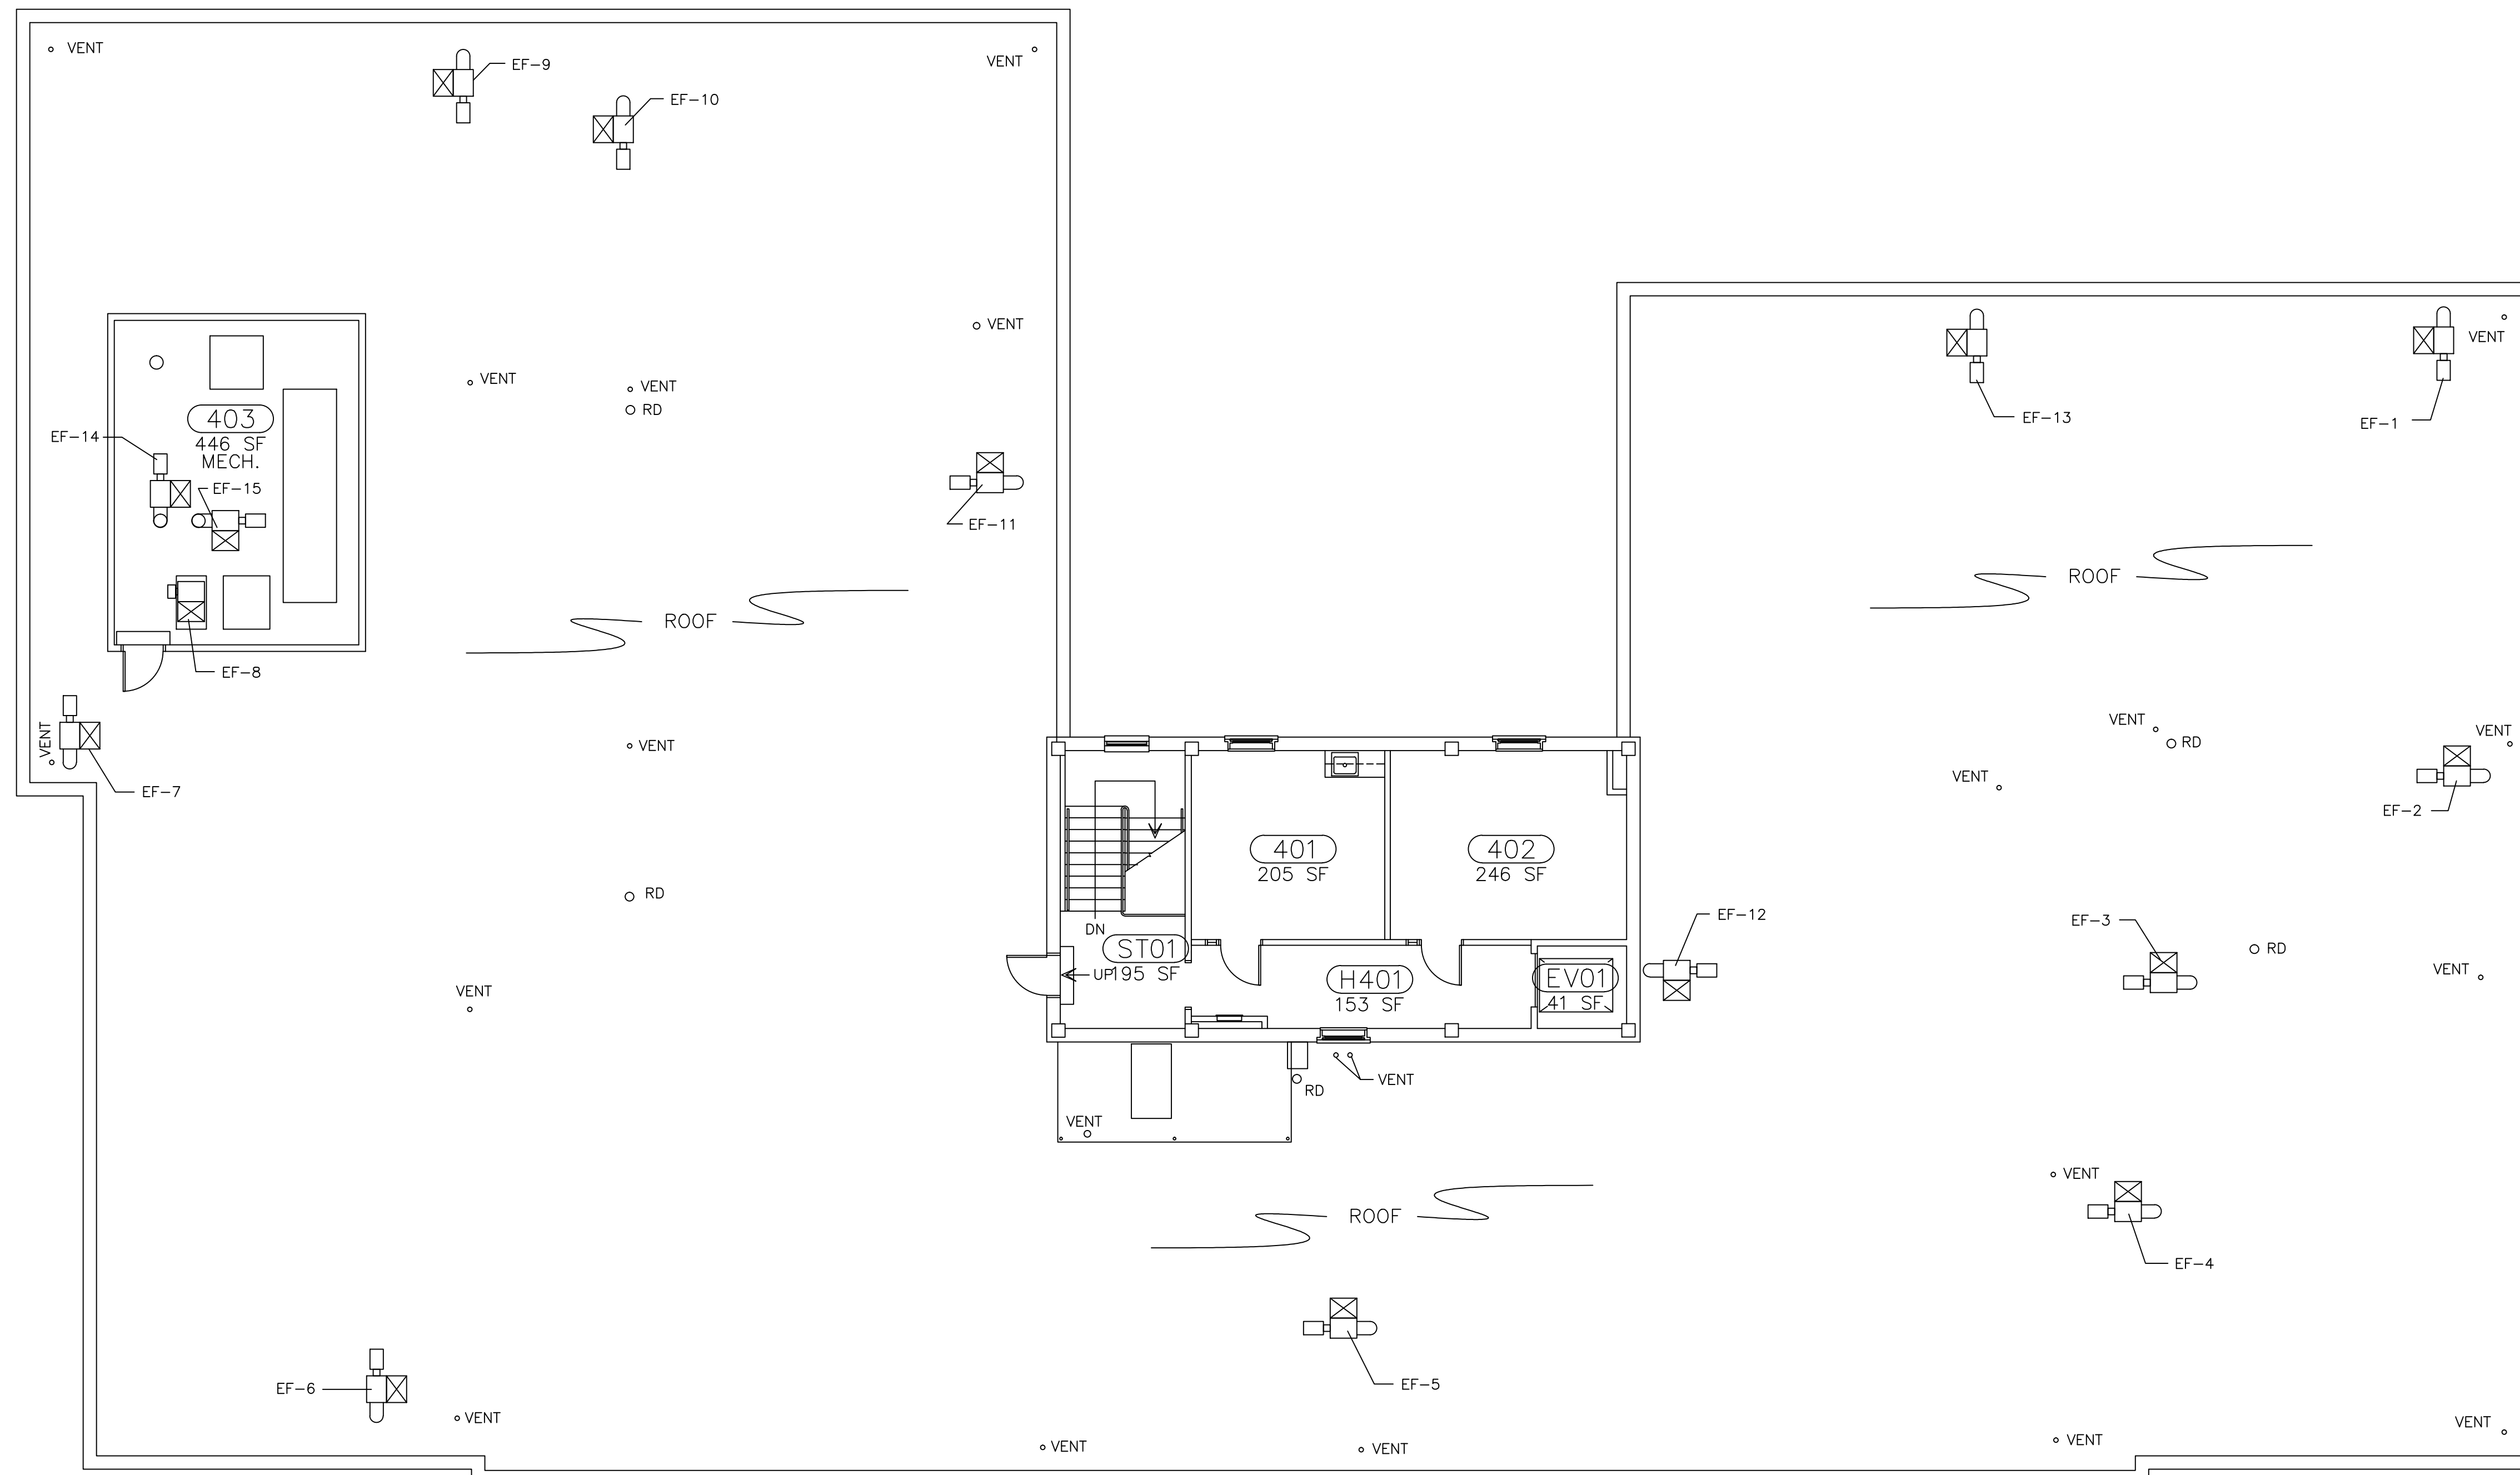 VENT
EF-9
VENT
EF-10
VENT
VENT
VENT
VENT
RD
EF-13
EF-1
403
446 SF
MECH.
EF-14
EF-15
EF-11
ROOF
ROOF
EF-8
VENT
EF-7
VENT
VENT
RD
VENT
VENT
EF-2
401
205 SF
402
246 SF
RD
DN
ST01
195 SF
UP
EF-12
EF-3
RD
VENT
H401
153 SF
EV01
41 SF
VENT
VENT
RD
VENT
VENT
ROOF
EF-4
EF-6
EF-5
VENT
VENT
VENT
VENT
VENT